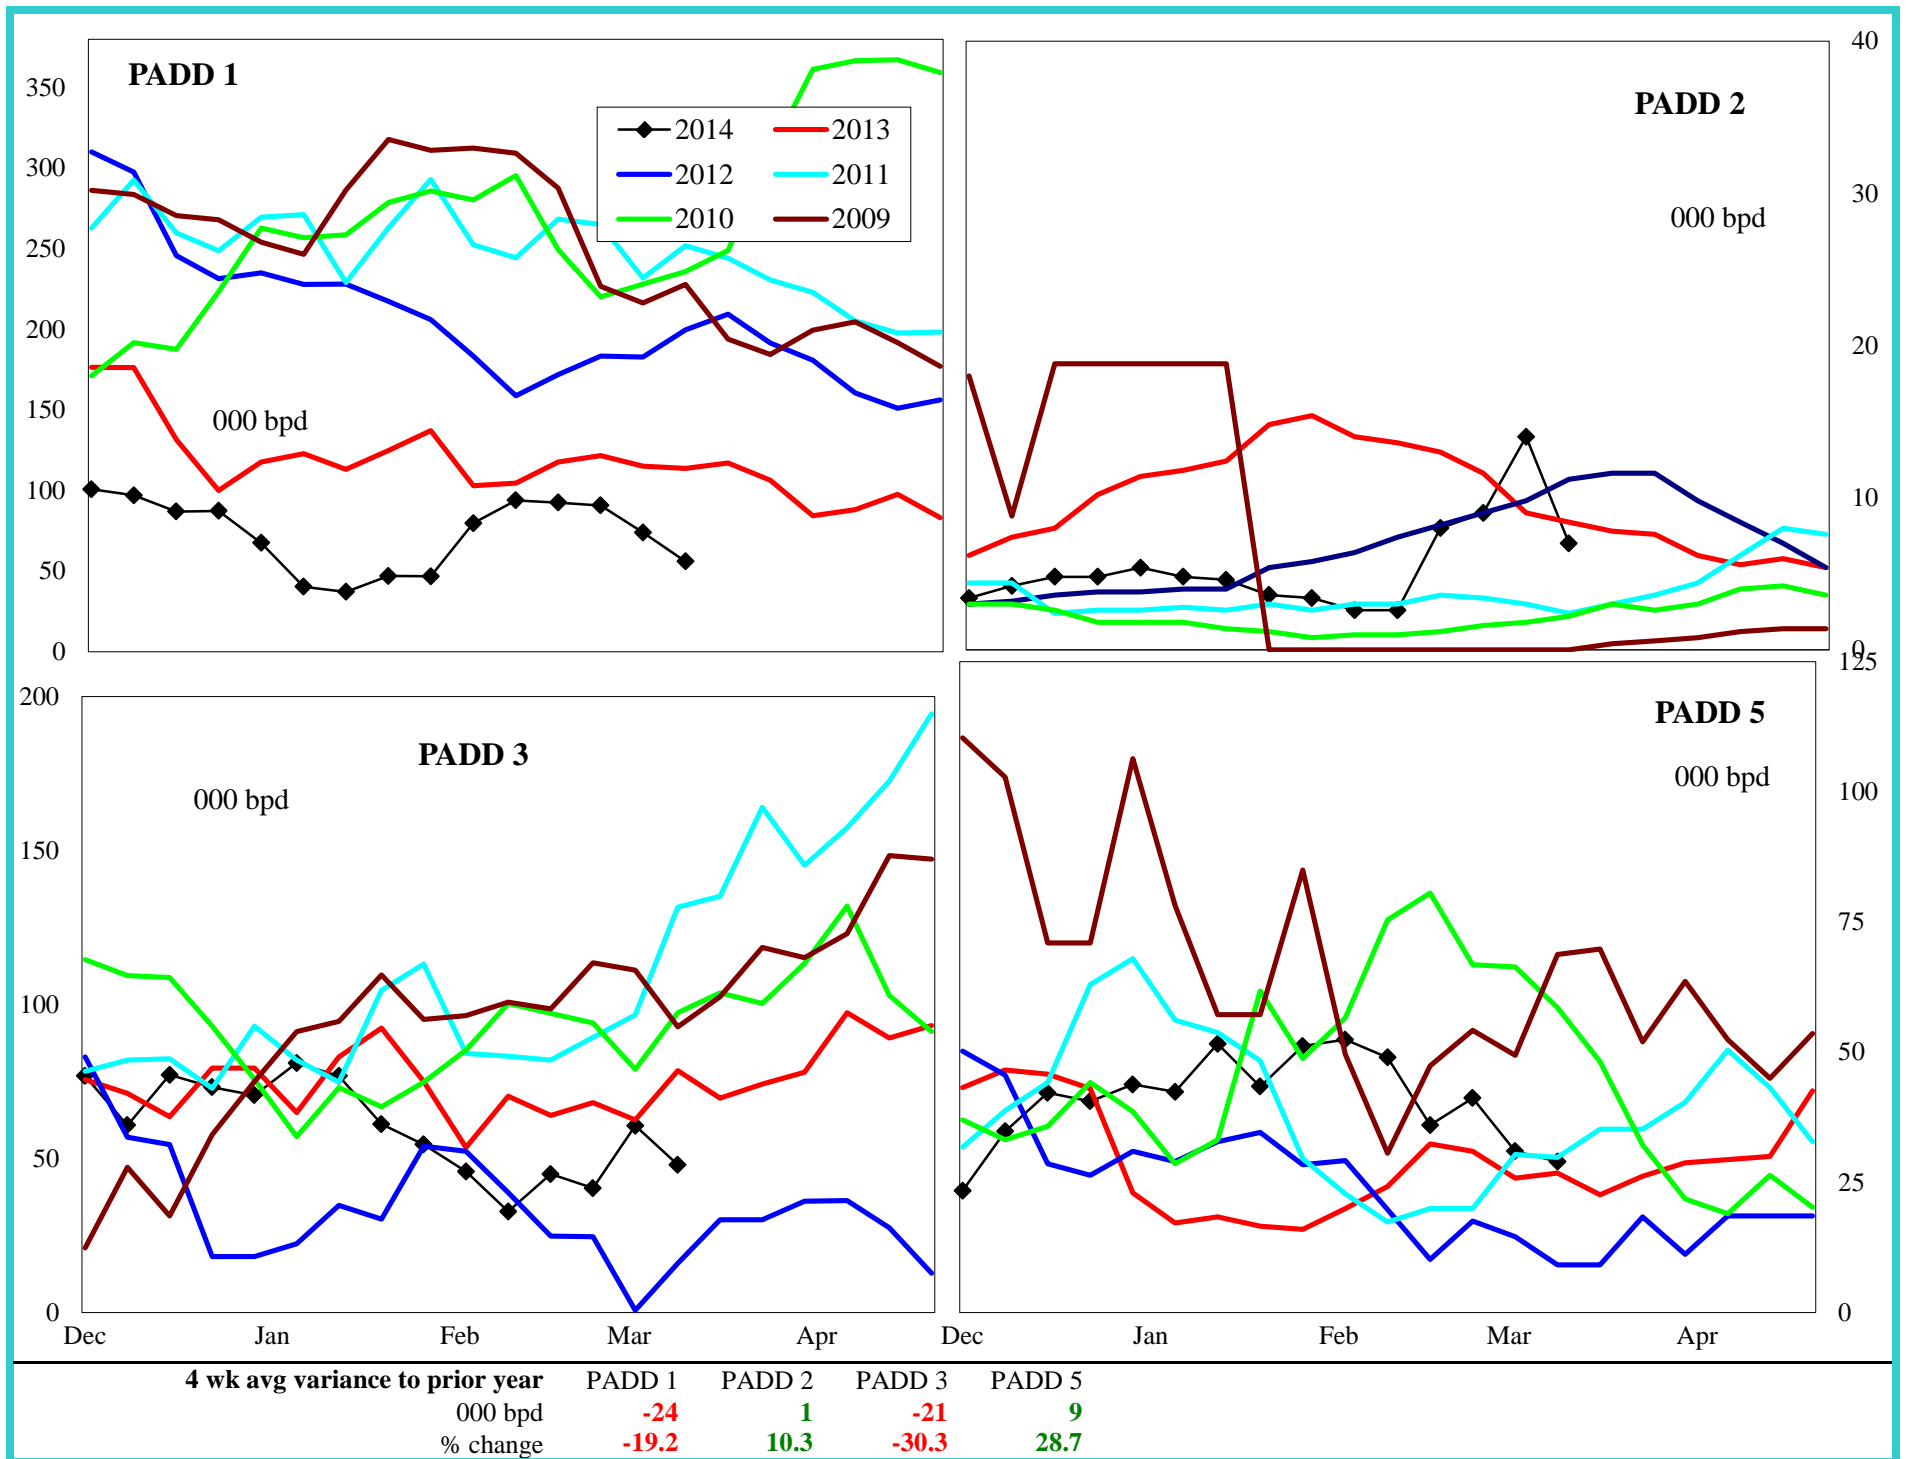 PADD 1
350
300
250
200
150
100
50
0
000 bpd
2014 2013
2012 2011
2010 2009
PADD 2
000 bpd
40
30
20
10
0
PADD 3
000 bpd
200
150
100
50
0
Dec Jan Feb Mar Apr
PADD 5
000 bpd
125
100
75
50
25
0
Dec Jan Feb Mar Apr
4 wk avg variance to prior year PADD 1 PADD 2 PADD 3 PADD 5
000 bpd -24 1 -21 9
% change -19.2 10.3 -30.3 28.7